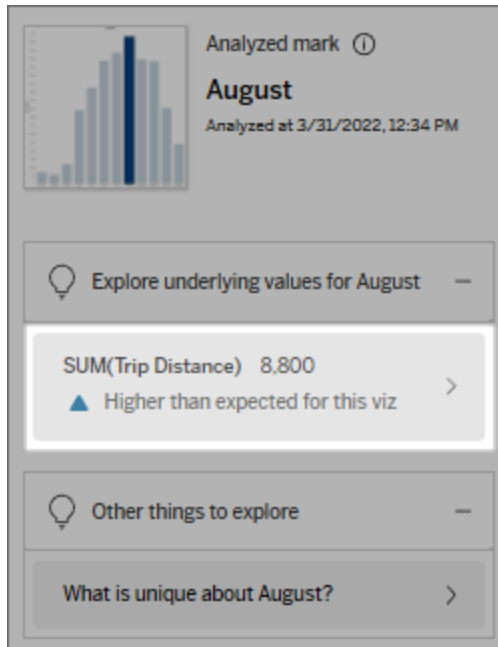 Analyzed mark
August
Analyzed at 3/31/2022, 12:34 PM
Explore underlying values for August
SUM(Trip Distance) 8,800
Higher than expected for this viz
Other things to explore
What is unique about August?